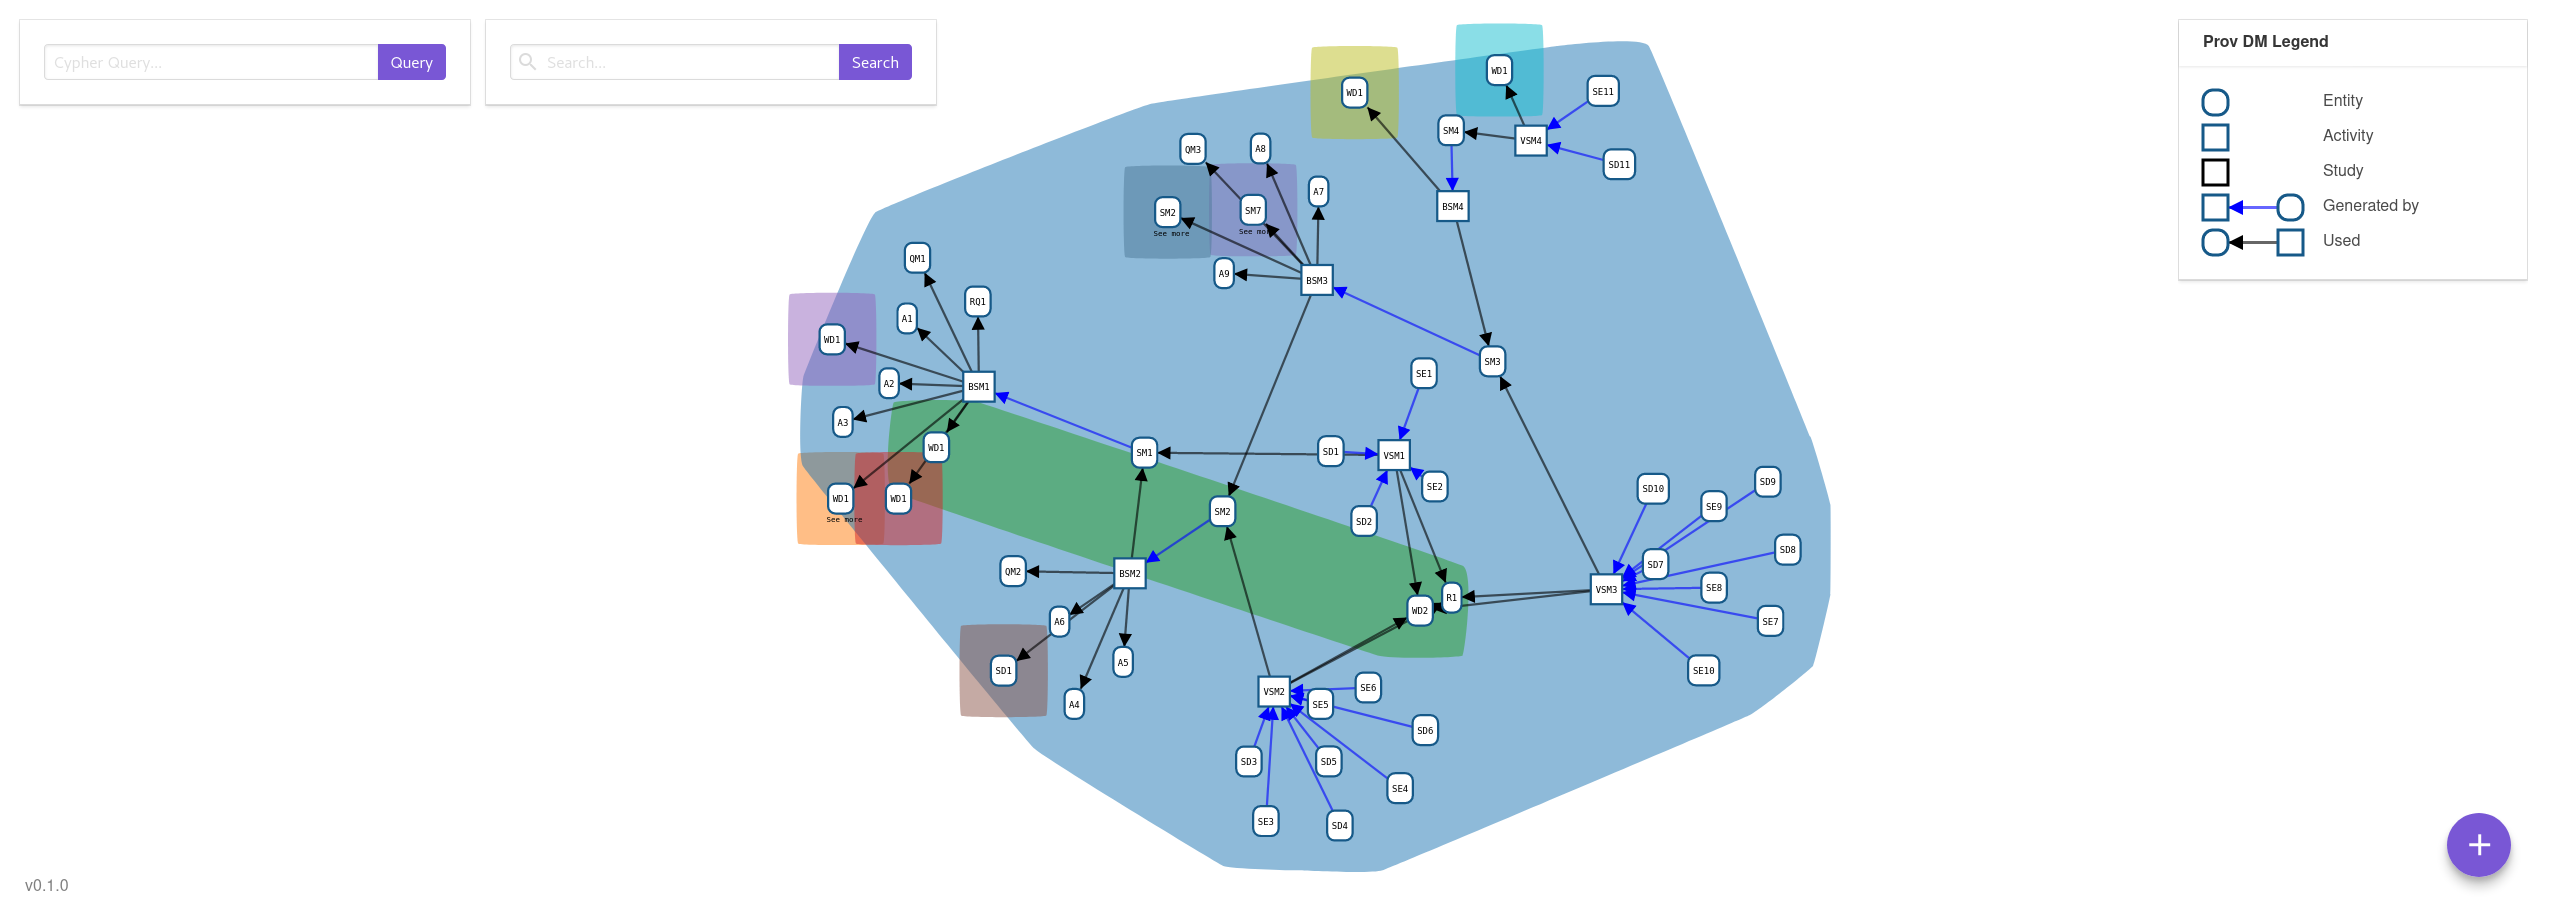 Cypher Query...
Query
Search...
Search
Prov DM Legend
Entity
Activity
Study
Generated by
Used
WD1
WD1
SE11
SM4
VSM4
SD11
QM3
A8
A7
SM2
See more
SM7
BSM4
A9
BSM3
QM1
RQ1
A1
WD1
A2
BSM1
A3
WD1
WD1
See more
WD1
SM3
SE1
SM1
SD1
VSM1
SE2
SD2
SM2
SD10
SE9
SD9
SD8
SD7
SE8
VSM3
SE7
SE10
QM2
BSM2
R1
WD2
A6
SD1
A5
A4
VSM2
SE6
SE5
SD6
SD3
SD5
SE4
SE3
SD4
v0.1.0